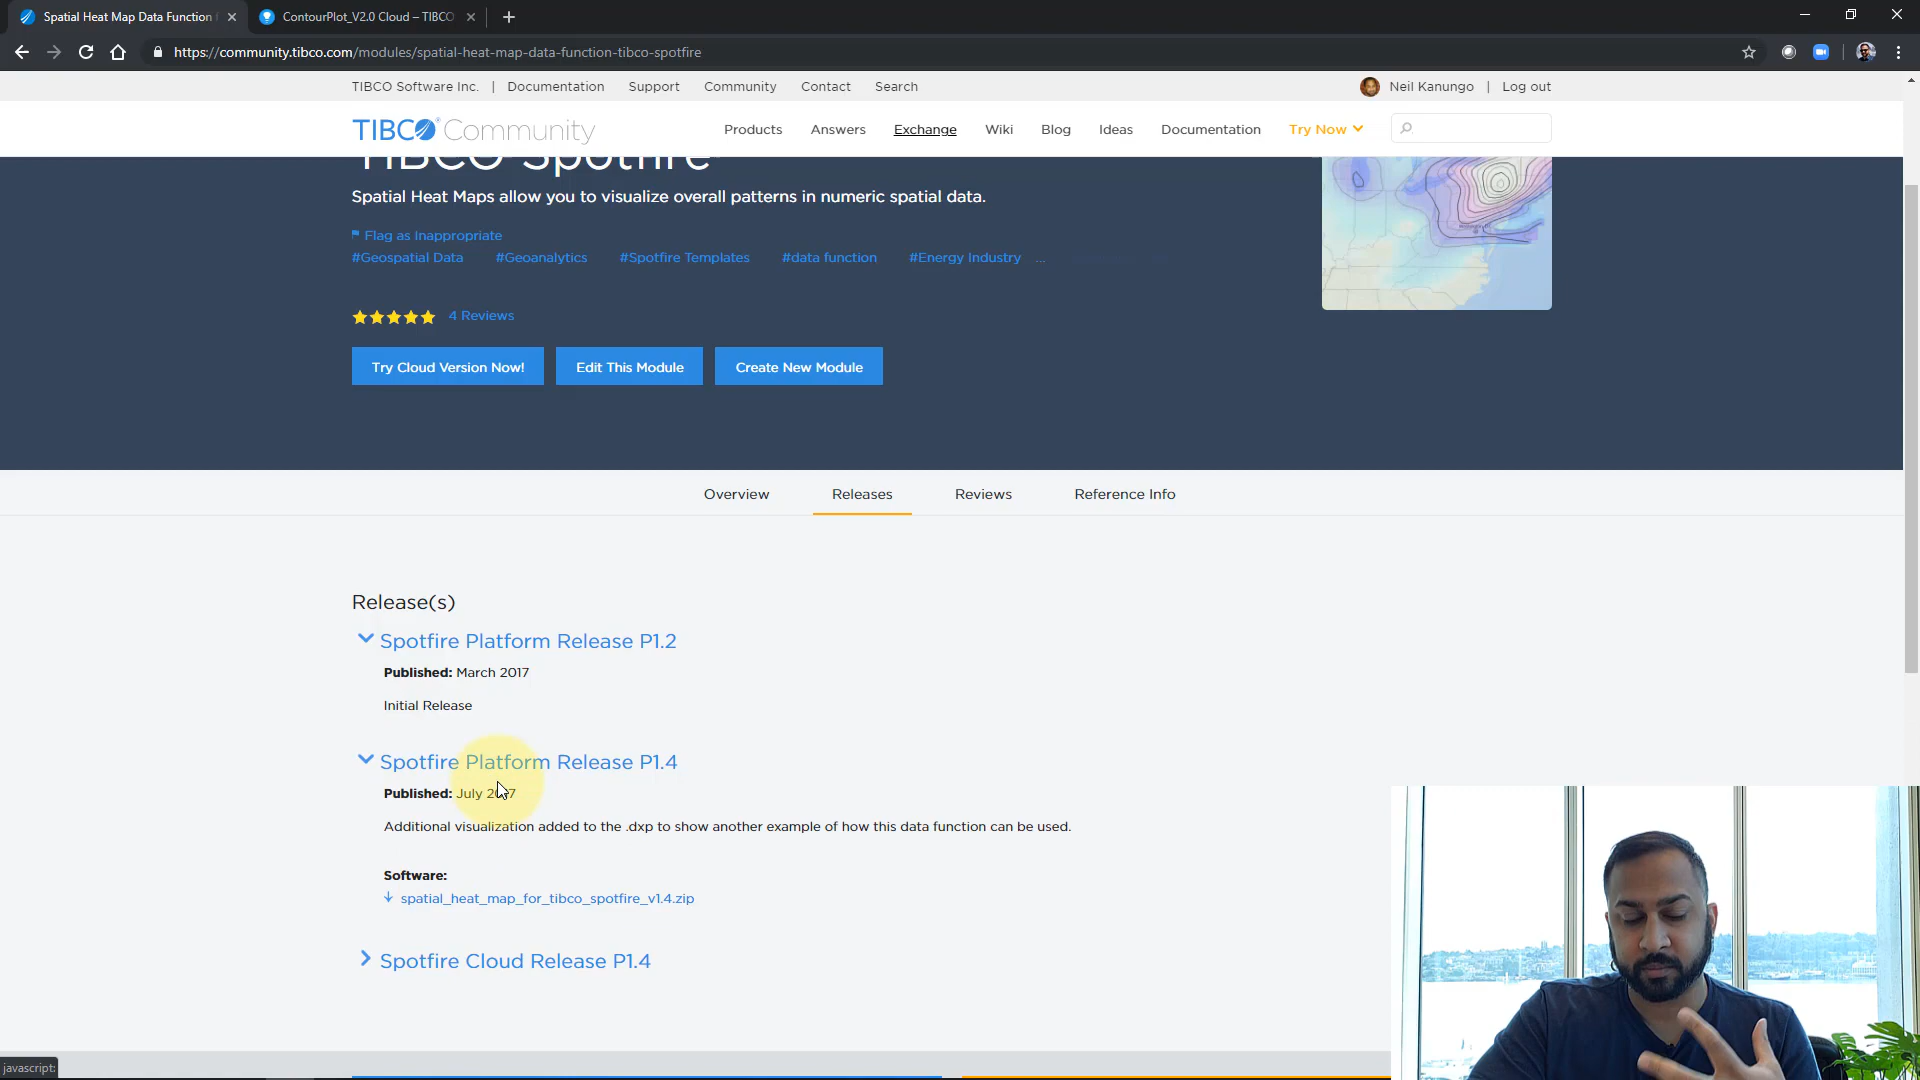 Spatial Heat Map Data Function
ContourPlot_V2.0 Cloud – TIBCO
https://community.tibco.com/modules/spatial-heat-map-data-function-tibco-spotfire
TIBCO Software Inc. | Documentation Support Community Contact Search Neil Kanungo | Log out
TIBCO Community Products Answers Exchange Wiki Blog Ideas Documentation Try Now
TIBCO Spotfire
Spatial Heat Maps allow you to visualize overall patterns in numeric spatial data.
Flag as Inappropriate
#Geospatial Data #Geoanalytics #Spotfire Templates #data function #Energy Industry ...
4 Reviews
Try Cloud Version Now! Edit This Module Create New Module
Overview Releases Reviews Reference Info
Release(s)
Spotfire Platform Release P1.2
Published: March 2017
Initial Release
Spotfire Platform Release P1.4
Published: July 2017
Additional visualization added to the .dxp to show another example of how this data function can be used.
Software:
spatial_heat_map_for_tibco_spotfire_v1.4.zip
Spotfire Cloud Release P1.4
javascript: